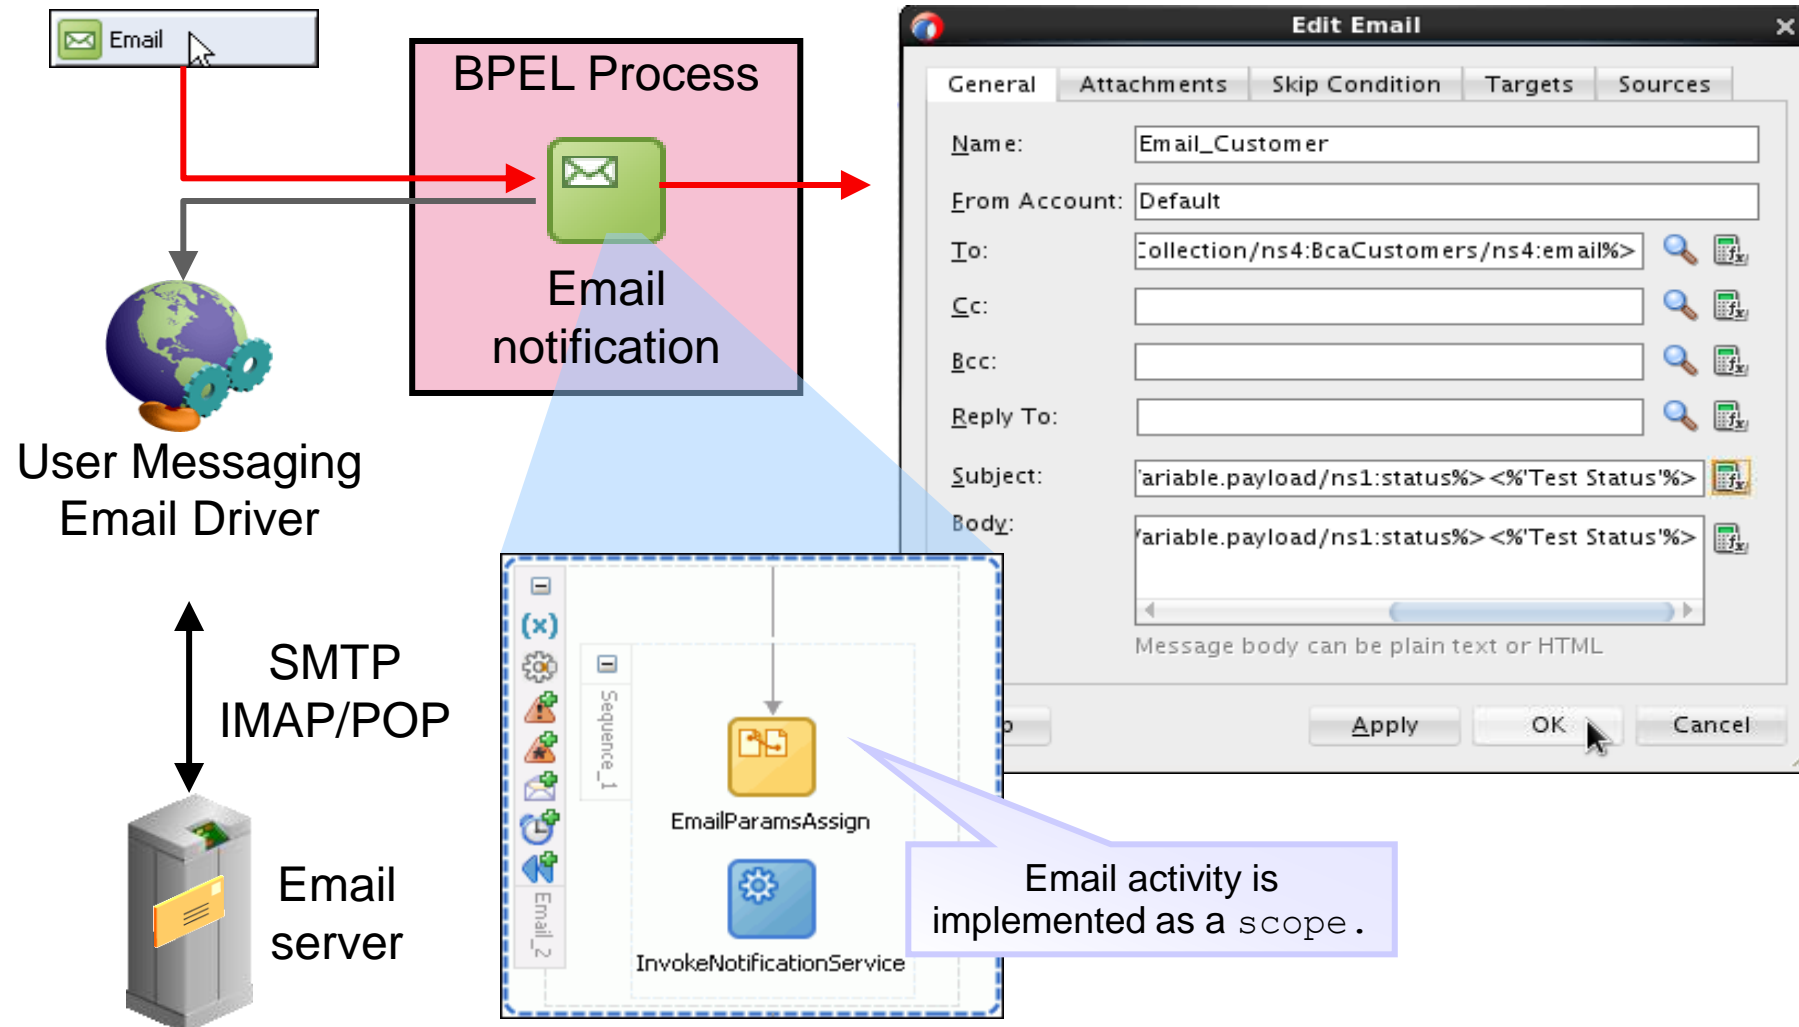 Email
BPEL Process
Email
notification
User Messaging
Email Driver
SMTP
IMAP/POP
Email
server
Edit Email
General
Attachments
Skip Condition
Targets
Sources
Name:
Email_Customer
From Account:
Default
To:
Collection/ns4:BcaCustomers/ns4:email%>
Cc:
Bcc:
Reply To:
Subject:
ariable.payload/ns1:status%><%'Test Status'%>
Body:
ariable.payload/ns1:status%><%'Test Status'%>
Message body can be plain text or HTML
Apply
OK
Cancel
(x)
Sequence_1
EmailParamsAssign
InvokeNotificationService
Email_2
Email activity is
implemented as a scope.